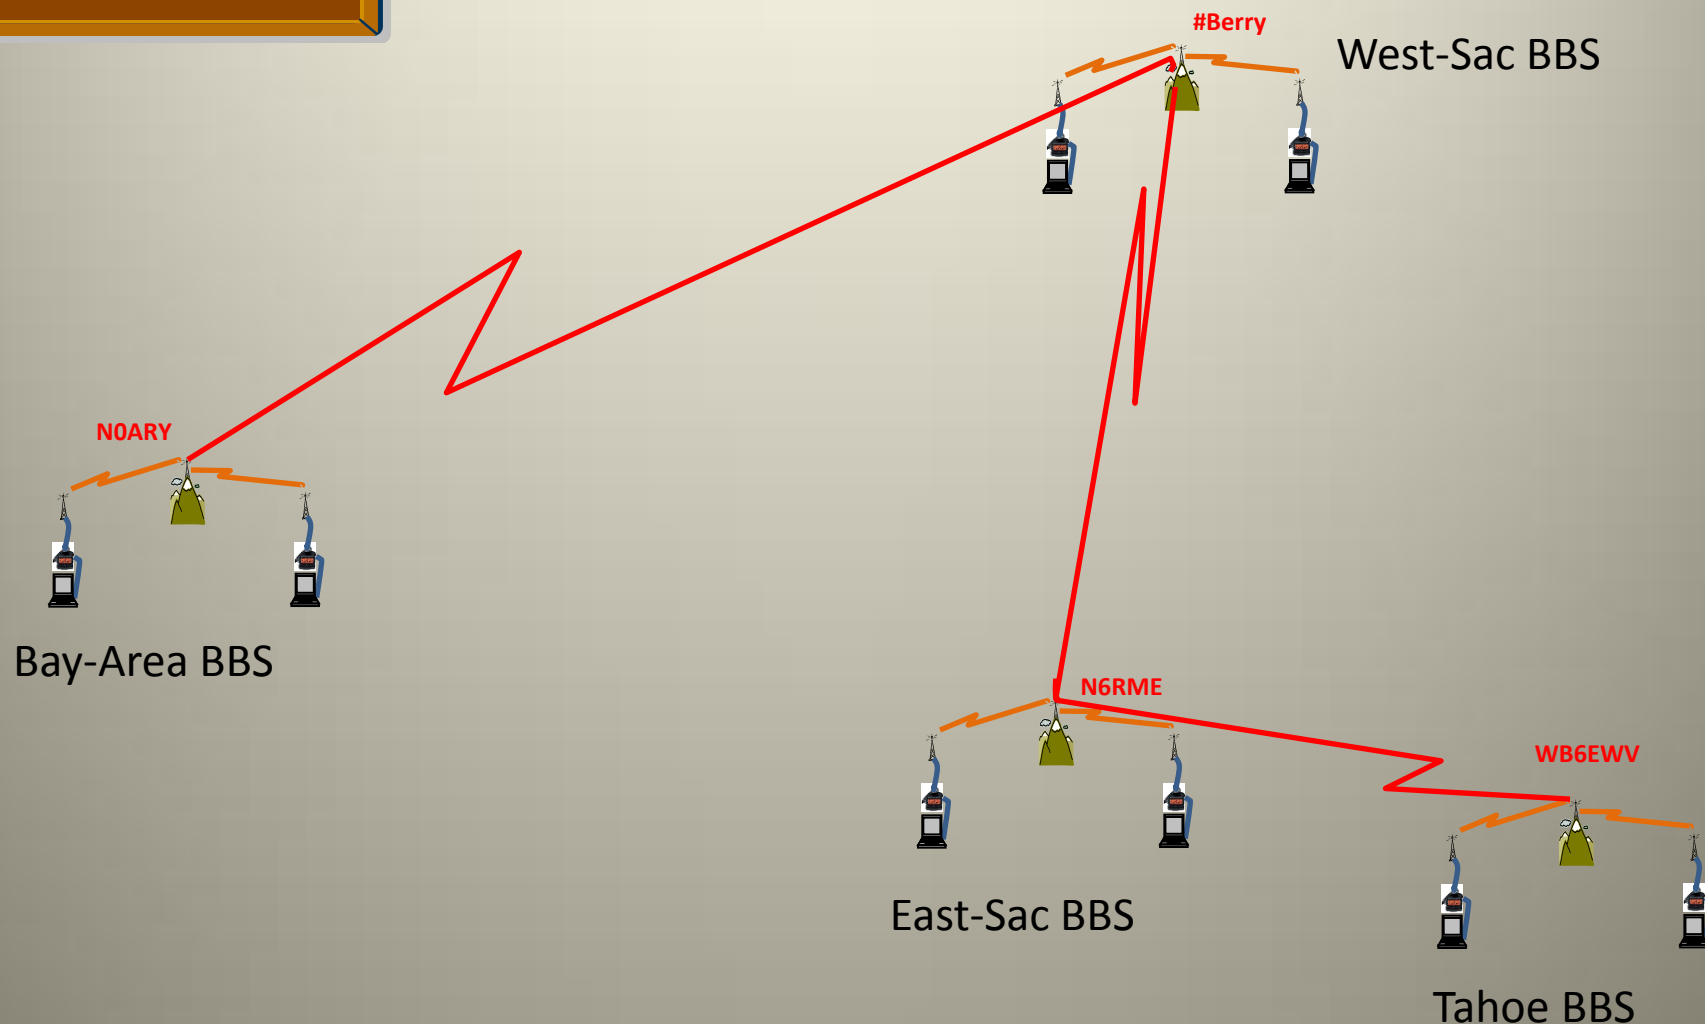 #Berry
West-Sac BBS
N0ARY
Bay-Area BBS
N6RME
WB6EWV
East-Sac BBS
Tahoe BBS